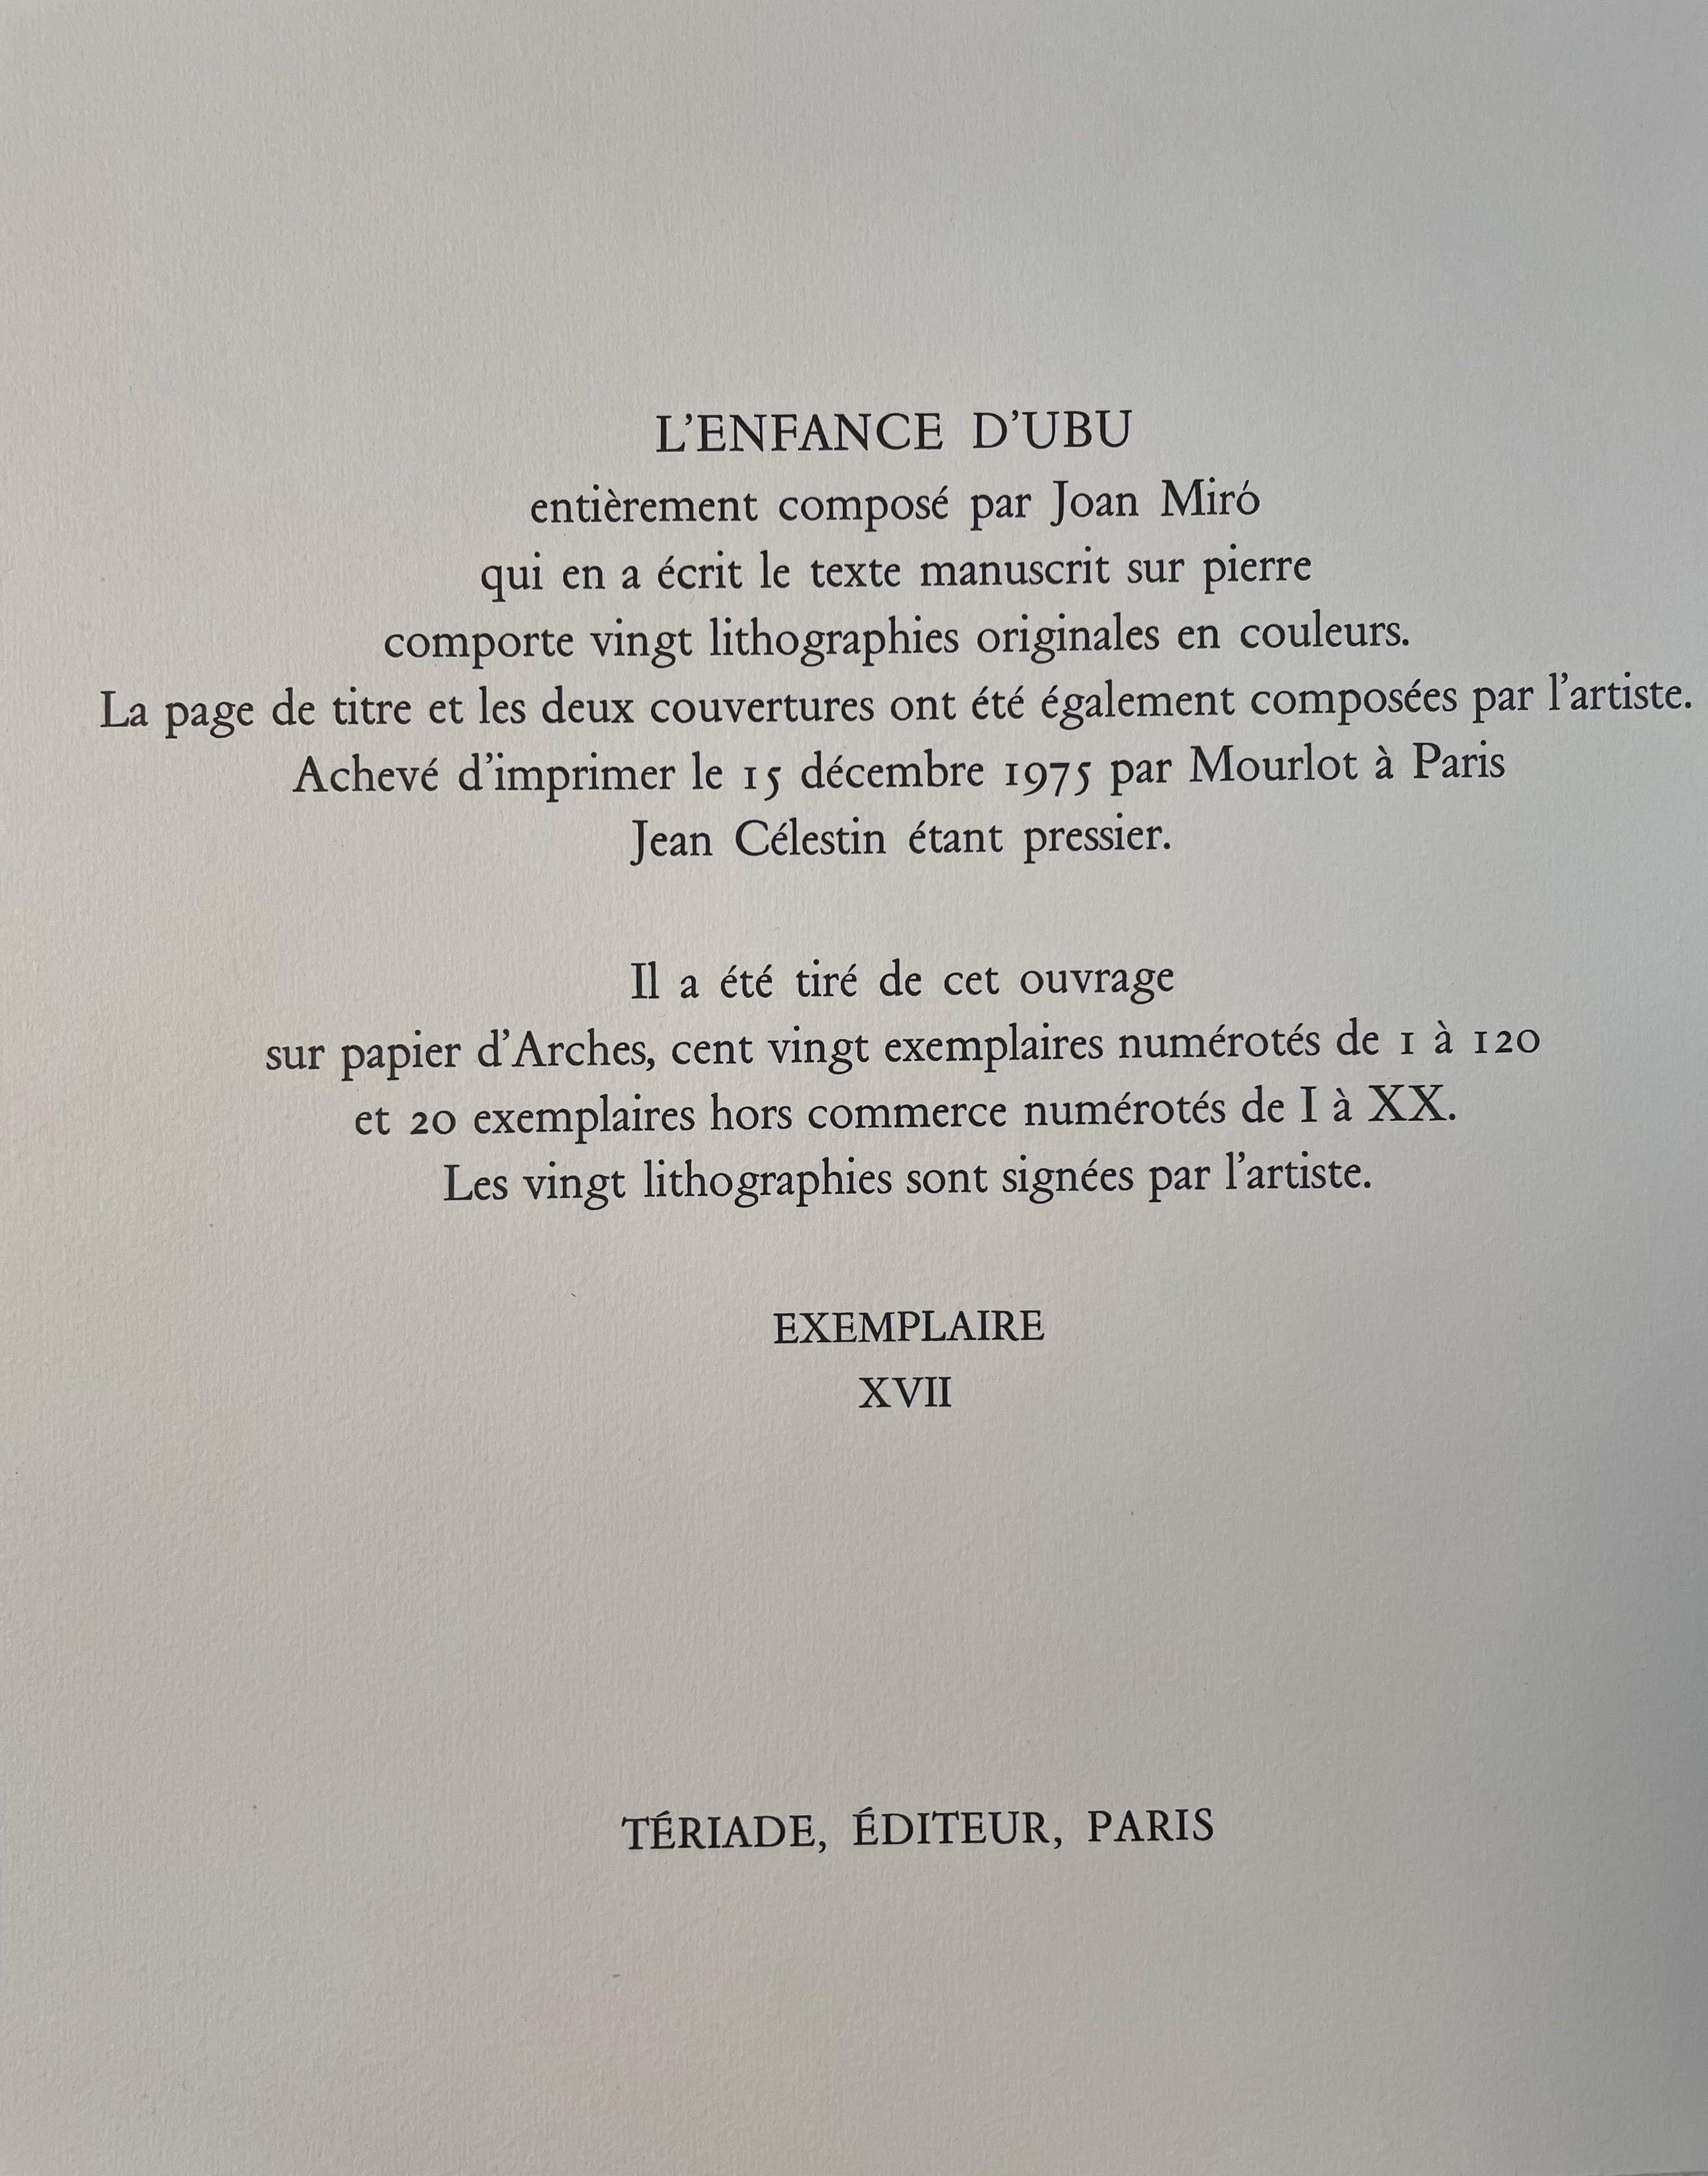 L'ENFANCE D'UBU
entièrement composé par Joan Miró
qui en a écrit le texte manuscrit sur pierre
comporte vingt lithographies originales en couleurs.
La page de titre et les deux couvertures ont été également composées par l'artiste.
Achevé d'imprimer le 15 décembre 1975 par Mourlot à Paris
Jean Célestin étant pressier.
Il a été tiré de cet ouvrage
sur papier d'Arches, cent vingt exemplaires numérotés de 1 à 120
et 20 exemplaires hors commerce numérotés de I à XX.
Les vingt lithographies sont signées par l'artiste.
EXEMPLAIRE
XVII
TÉRIADE, ÉDITEUR, PARIS